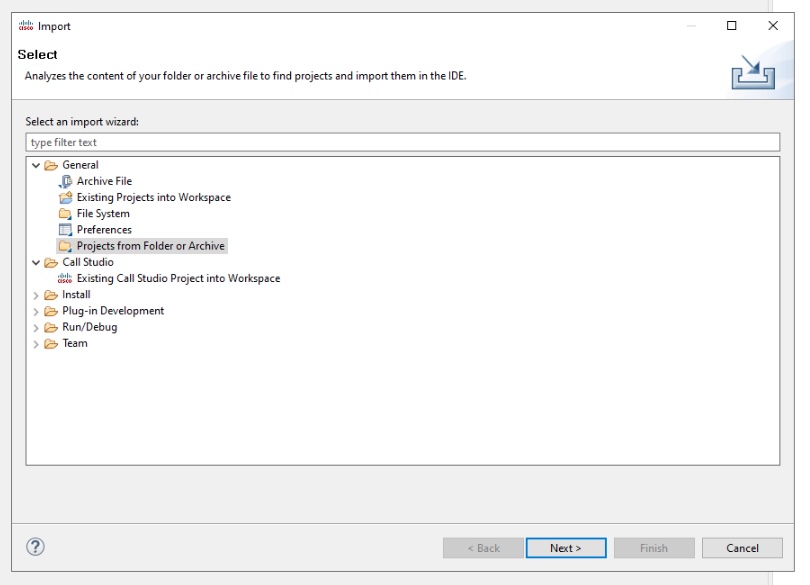 cisco Import
Select
Analyzes the content of your folder or archive file to find projects and import them in the IDE.
Select an import wizard:
type filter text
General
Archive File
Existing Projects into Workspace
File System
Preferences
Projects from Folder or Archive
Call Studio
cisco Existing Call Studio Project into Workspace
Install
Plug-in Development
Run/Debug
Team
? < Back Next > Finish Cancel